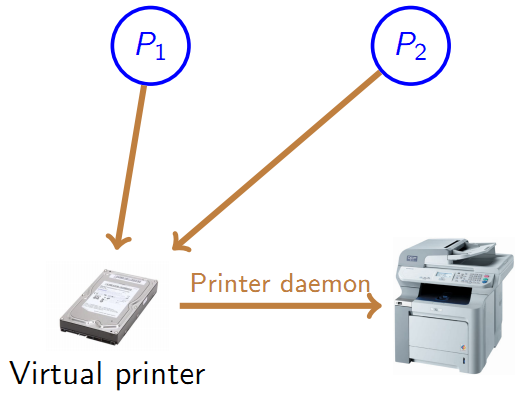 P₁
P₂
Printer daemon
Virtual printer